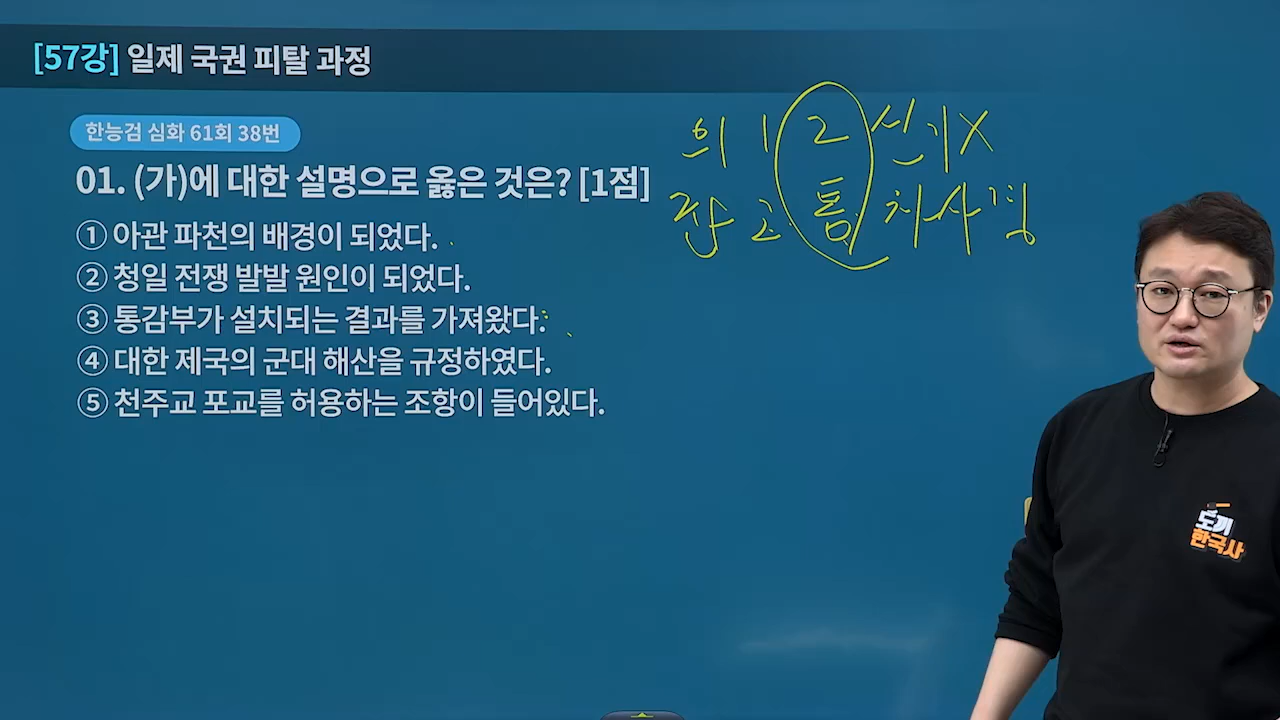 [57강] 일제 국권 피탈 과정
한능검 심화 61회 38번
01. (가)에 대한 설명으로 옳은 것은? [1점]
① 아관 파천의 배경이 되었다.
② 청일 전쟁 발발 원인이 되었다.
③ 통감부가 설치되는 결과를 가져왔다.
④ 대한 제국의 군대 해산을 규정하였다.
⑤ 천주교 포교를 허용하는 조항이 들어있다.
의 1 2 신 기 X
고 통 차 사 병
도끼
한국사